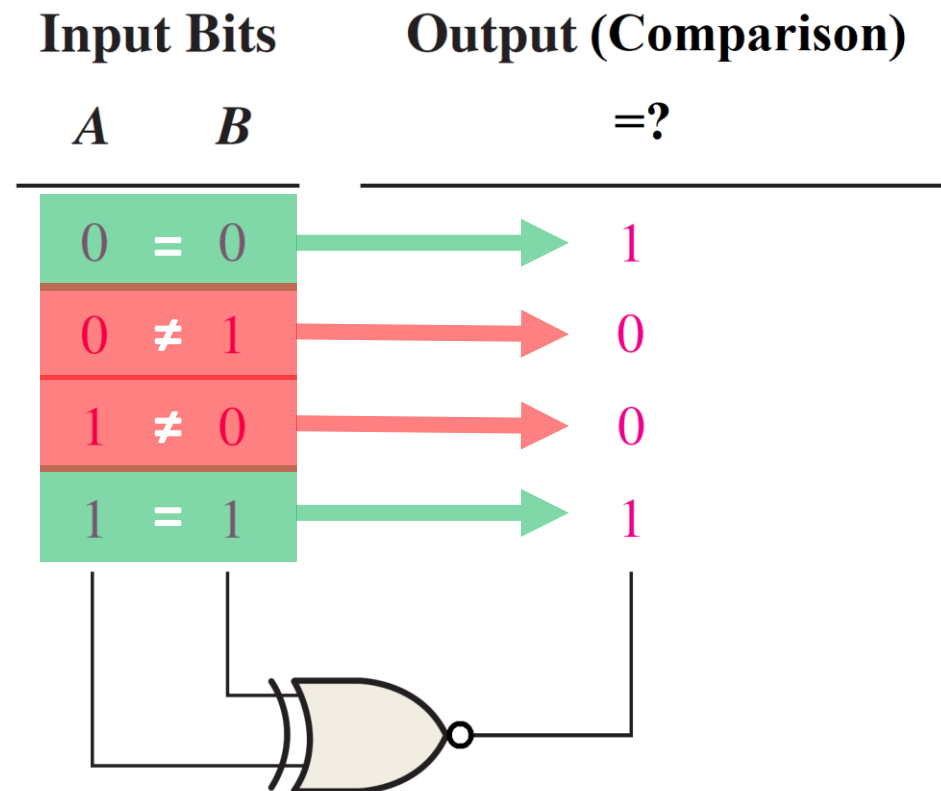 Input Bits Output (Comparison)
A B =?
0 = 0 1
0 ≠ 1 0
1 ≠ 0 0
1 = 1 1